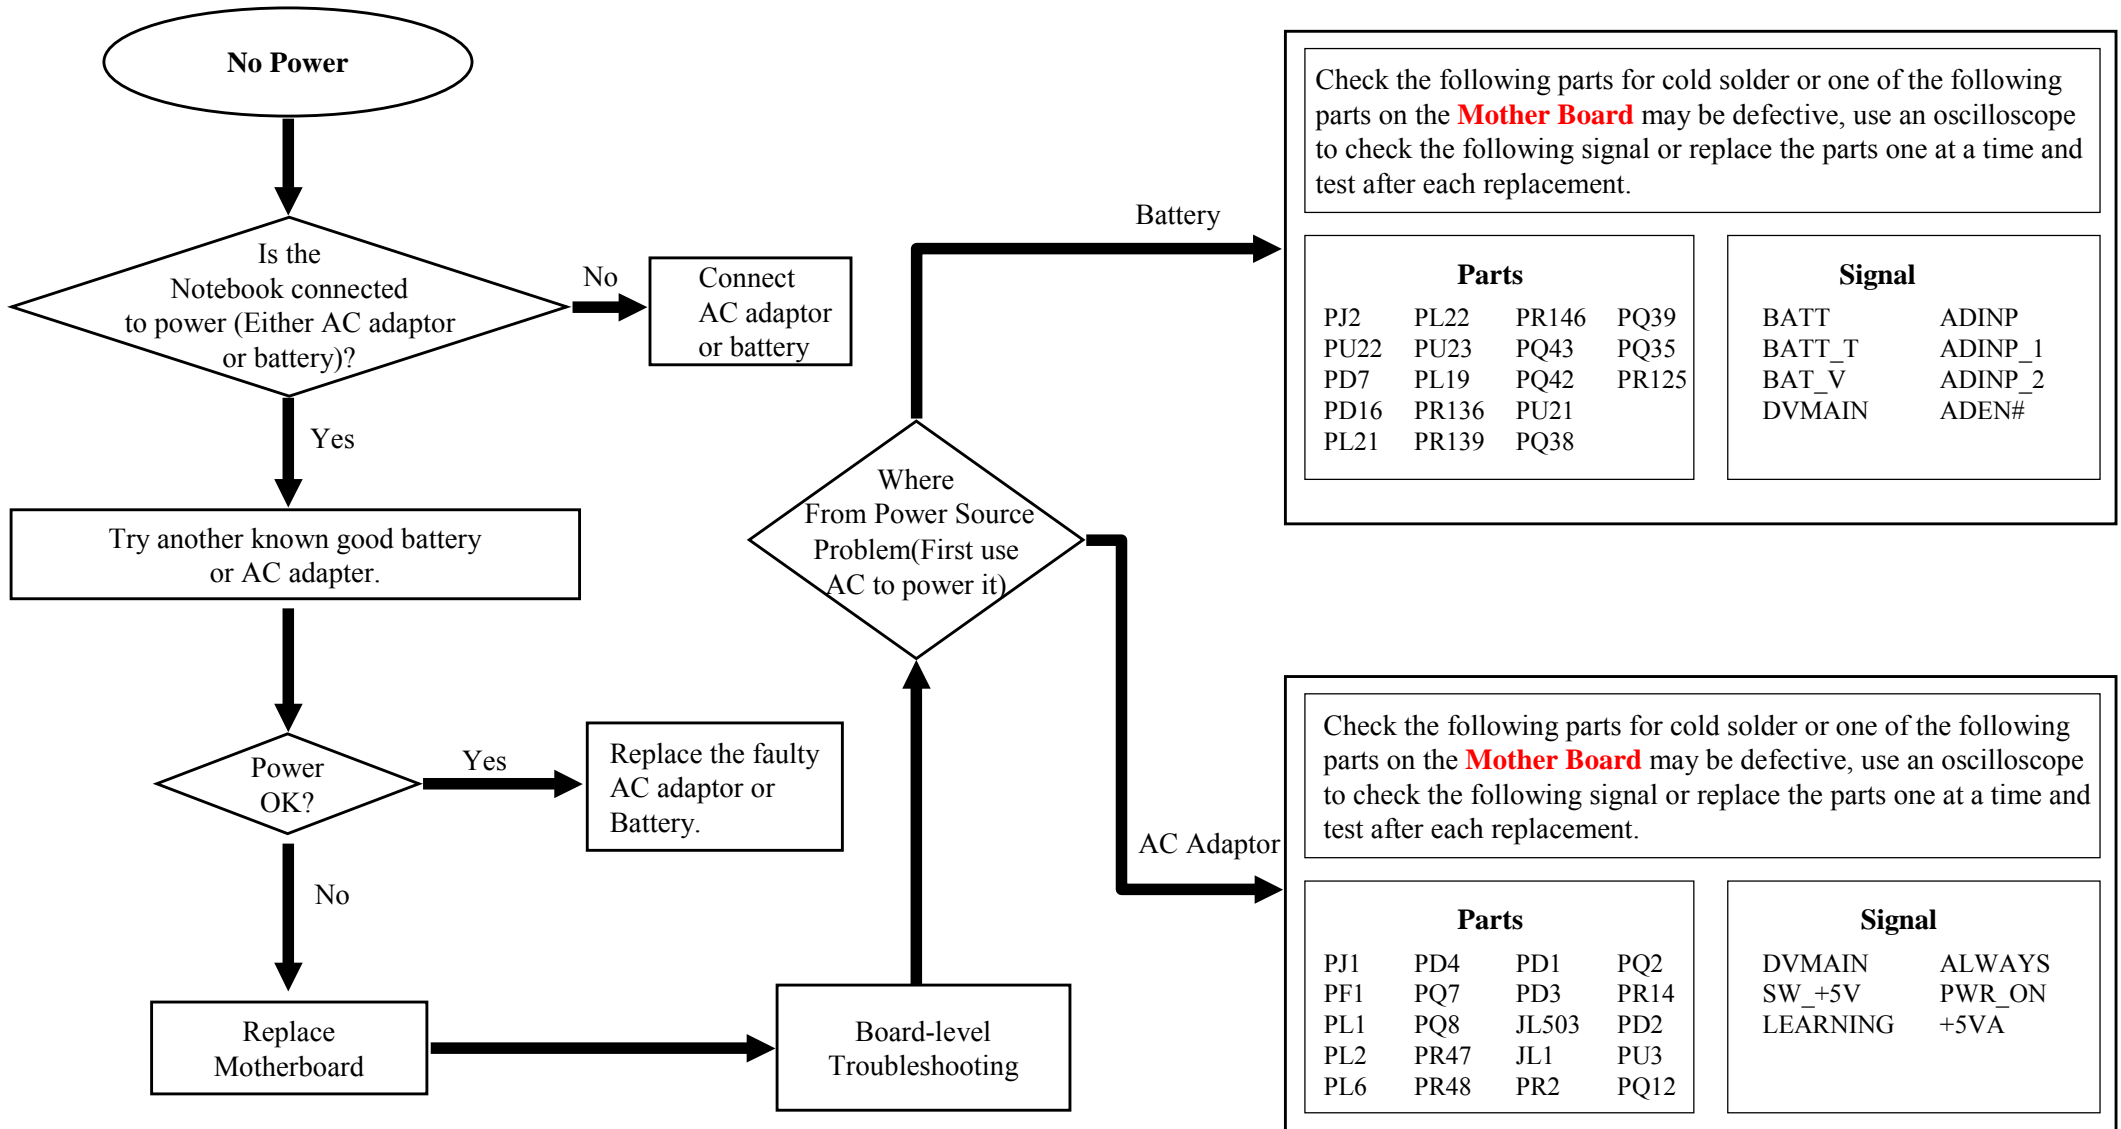 No Power
Is the
Notebook connected
to power (Either AC adaptor
or battery)?
No
Connect
AC adaptor
or battery
Yes
Try another known good battery
or AC adapter.
Power
OK?
Yes
Replace the faulty
AC adaptor or
Battery.
No
Replace
Motherboard
Board-level
Troubleshooting
Where
From Power Source
Problem(First use
AC to power it)
Battery
Check the following parts for cold solder or one of the following
parts on the Mother Board may be defective, use an oscilloscope
to check the following signal or replace the parts one at a time and
test after each replacement.
Parts
PJ2 PL22 PR146 PQ39
PU22 PU23 PQ43 PQ35
PD7 PL19 PQ42 PR125
PD16 PR136 PU21
PL21 PR139 PQ38
Signal
BATT ADINP
BATT_T ADINP_1
BAT_V ADINP_2
DVMAIN ADEN#
AC Adaptor
Check the following parts for cold solder or one of the following
parts on the Mother Board may be defective, use an oscilloscope
to check the following signal or replace the parts one at a time and
test after each replacement.
Parts
PJ1 PD4 PD1 PQ2
PF1 PQ7 PD3 PR14
PL1 PQ8 JL503 PD2
PL2 PR47 JL1 PU3
PL6 PR48 PR2 PQ12
Signal
DVMAIN ALWAYS
SW_+5V PWR_ON
LEARNING +5VA